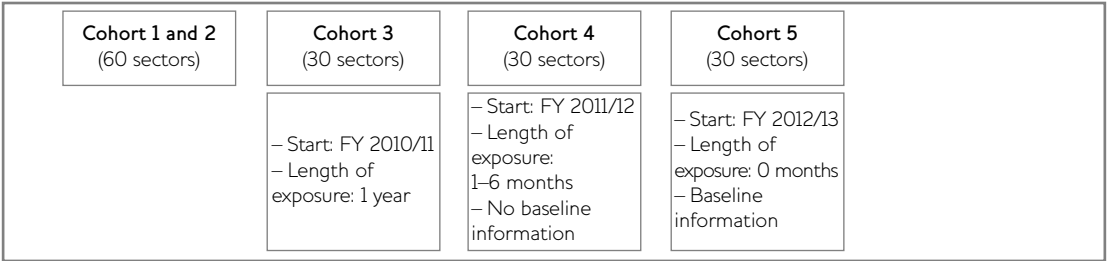 Cohort 1 and 2
(60 sectors)
Cohort 3
(30 sectors)
Cohort 4
(30 sectors)
Cohort 5
(30 sectors)
– Start: FY 2010/11
– Length of
exposure: 1 year
– Start: FY 2011/12
– Length of
exposure:
1–6 months
– No baseline
information
– Start: FY 2012/13
– Length of
exposure: 0 months
– Baseline
information